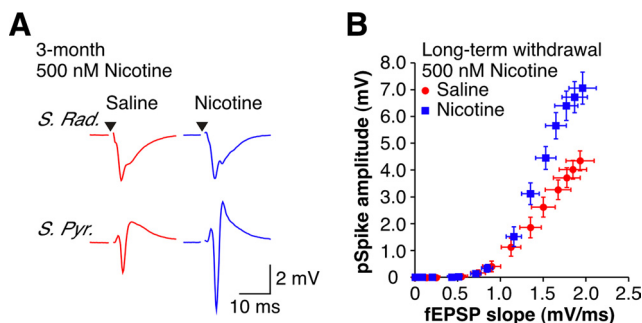 A
3-month
500 nM Nicotine
Saline
Nicotine
S. Rad.
S. Pyr.
2 mV
10 ms
B
Long-term withdrawal
500 nM Nicotine
Saline
Nicotine
pSpike amplitude (mV)
8.0
7.0
6.0
5.0
4.0
3.0
2.0
1.0
0
0
0.5
1.0
1.5
2.0
2.5
fEPSP slope (mV/ms)